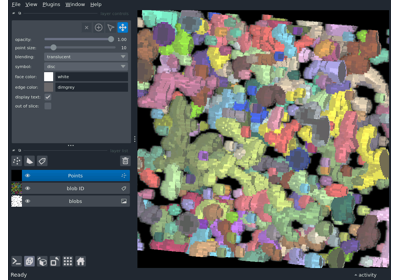 File View Plugins Window Help
opacity: 1.00
point size: 10
blending: translucent
symbol: disc
face color: white
edge color: dimgrey
display text: ✓
out of slice:
Points
blob ID
blobs
Ready
activity